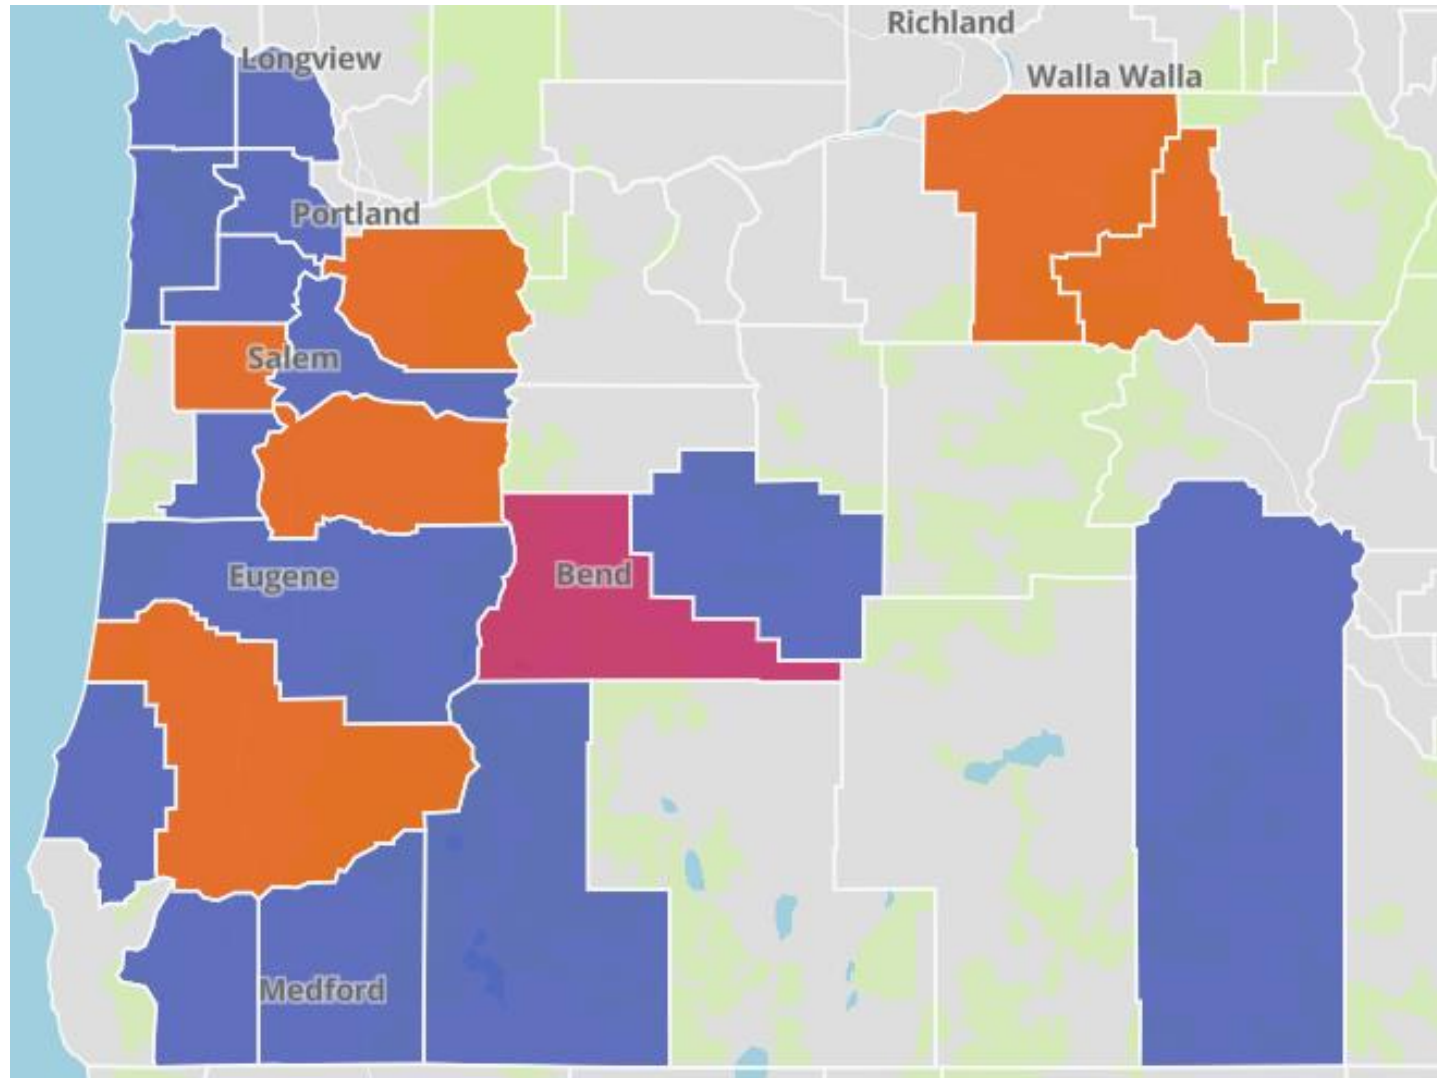 Richland
Longview
Walla Walla
Portland
Salem
Eugene
Bend
Medford